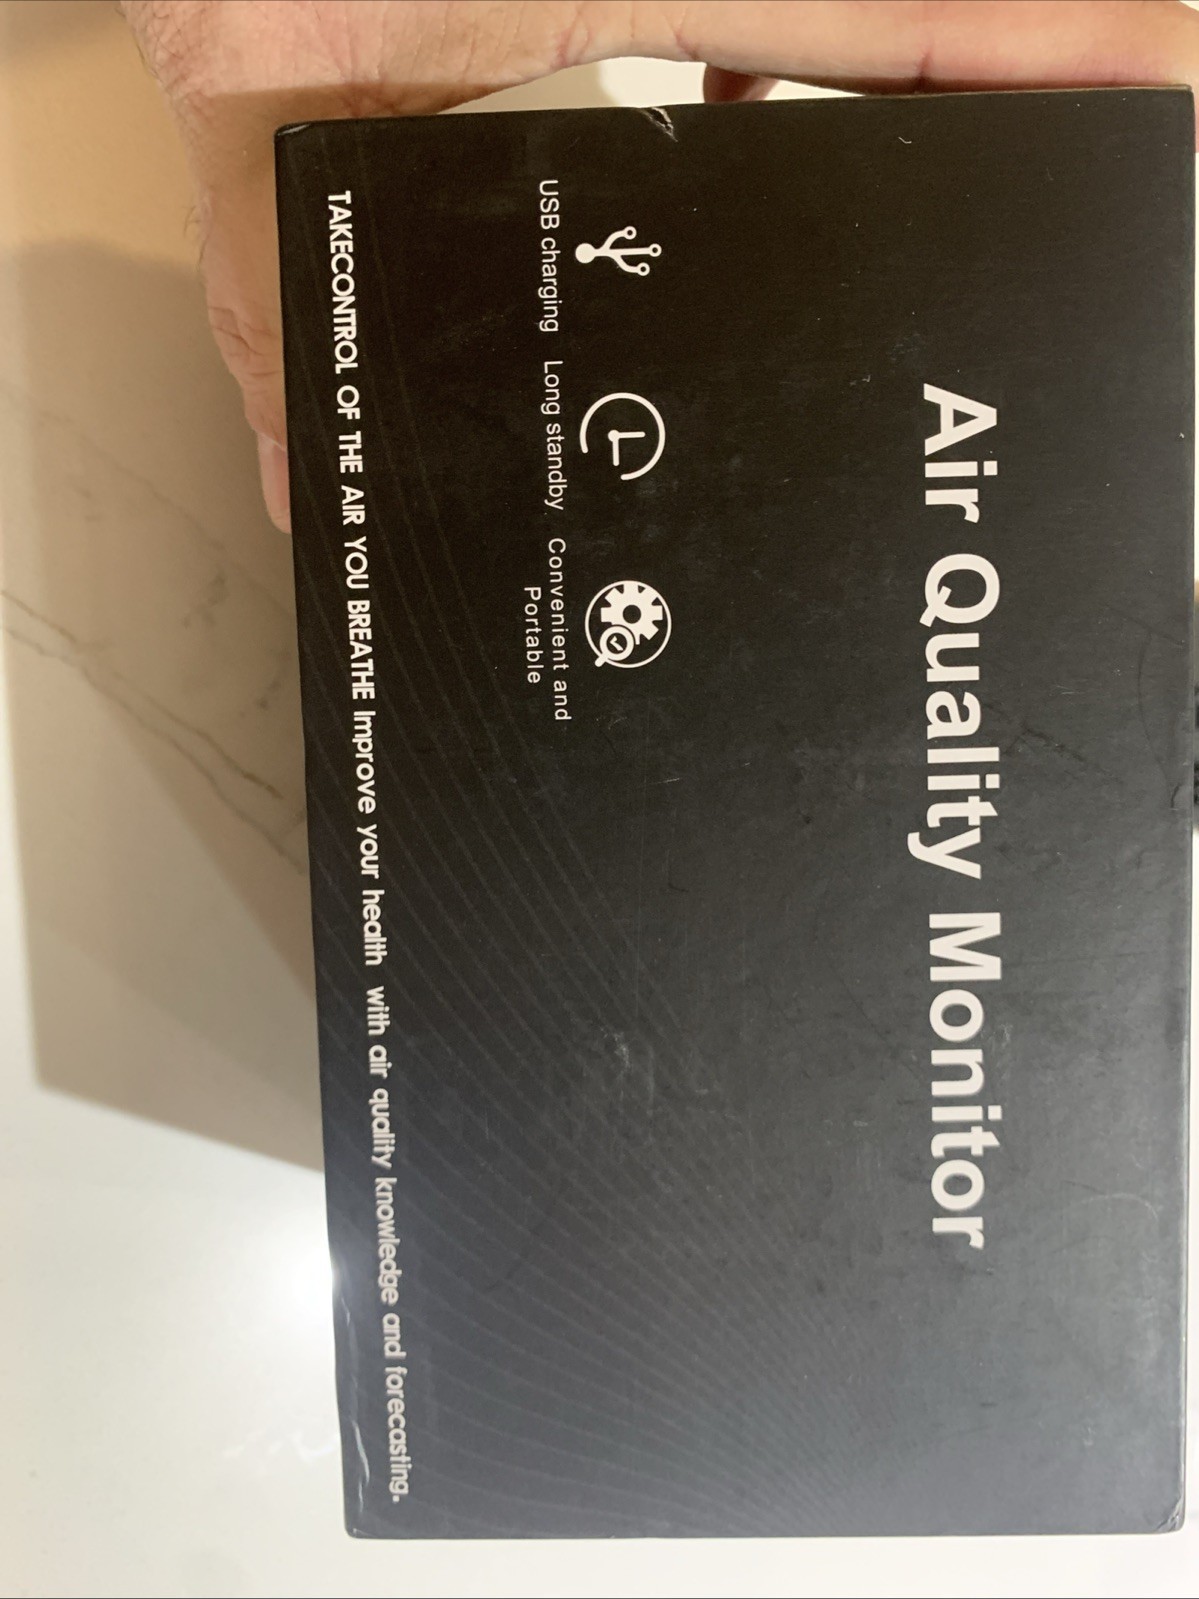 Air Quality Monitor
USB charging
Long standby
Convenient and
Portable
TAKECONTROL OF THE AIR YOU BREATHE Improve your health with air quality knowledge and forecasting.